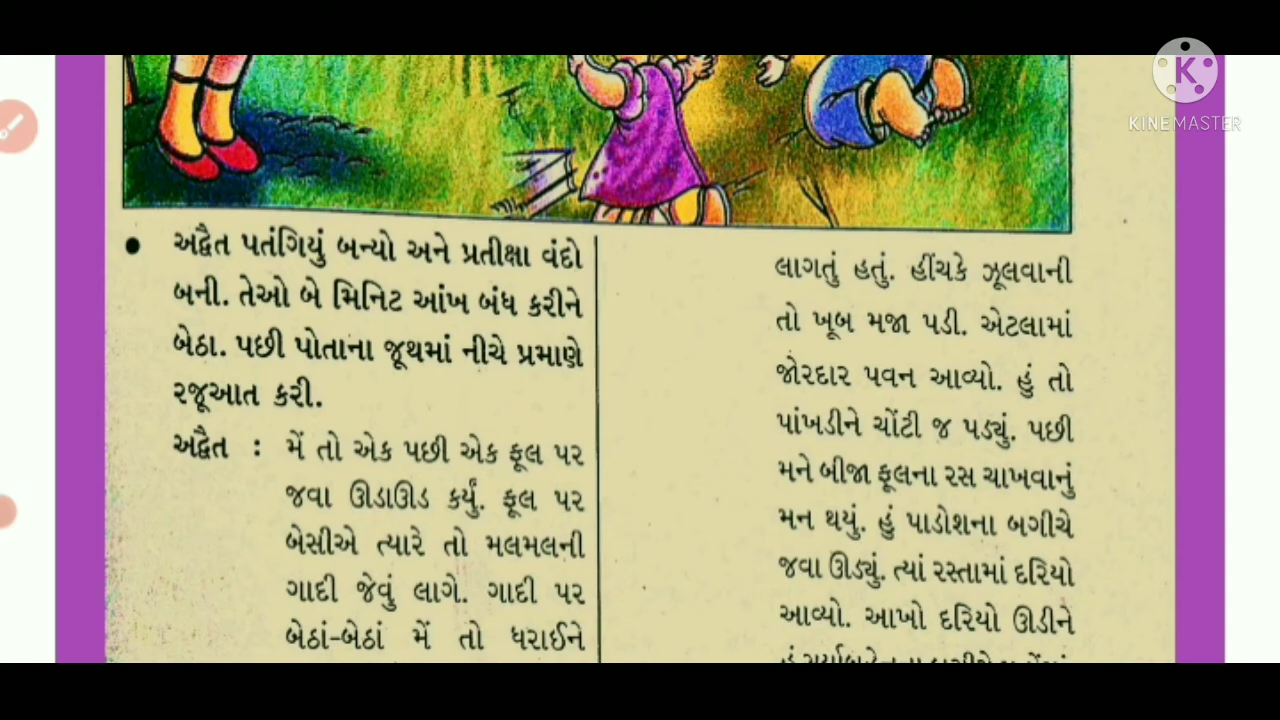 KINEMASTER
• અદ્વૈત પતંગિયું બન્યો અને પ્રતીક્ષા વંદો
બની. તેઓ બે મિનિટ આંખ બંધ કરીને
બેઠા. પછી પોતાના જૂથમાં નીચે પ્રમાણે
રજૂઆત કરી.
અદ્વૈત : મેં તો એક પછી એક ફૂલ પર
જવા ઊડાઊડ કર્યું. ફૂલ પર
બેસીએ ત્યારે તો મલમલની
ગાદી જેવું લાગે. ગાદી પર
બેઠાં-બેઠાં મેં તો ધરાઈને
લાગતું હતું. હીંચકે ઝૂલવાની
તો ખૂબ મજા પડી. એટલામાં
જોરદાર પવન આવ્યો. હું તો
પાંખડીને ચોંટી જ પડ્યું. પછી
મને બીજા ફૂલના રસ ચાખવાનું
મન થયું. હું પાડોશના બગીચે
જવા ઊડ્યું. ત્યાં રસ્તામાં દરિયો
આવ્યો. આખો દરિયો ઊડીને